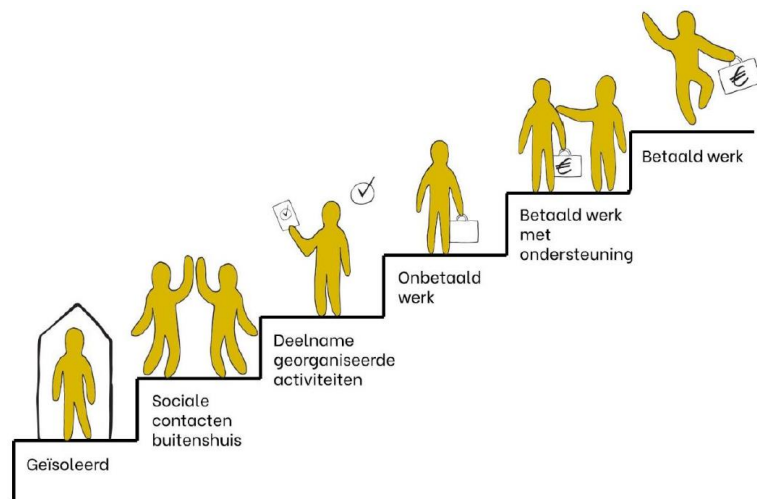 Geïsoleerd
Sociale
contacten
buitenshuis
Deelname
georganiseerde
activiteiten
Onbetaald
werk
Betaald werk
met
ondersteuning
€
Betaald werk
€